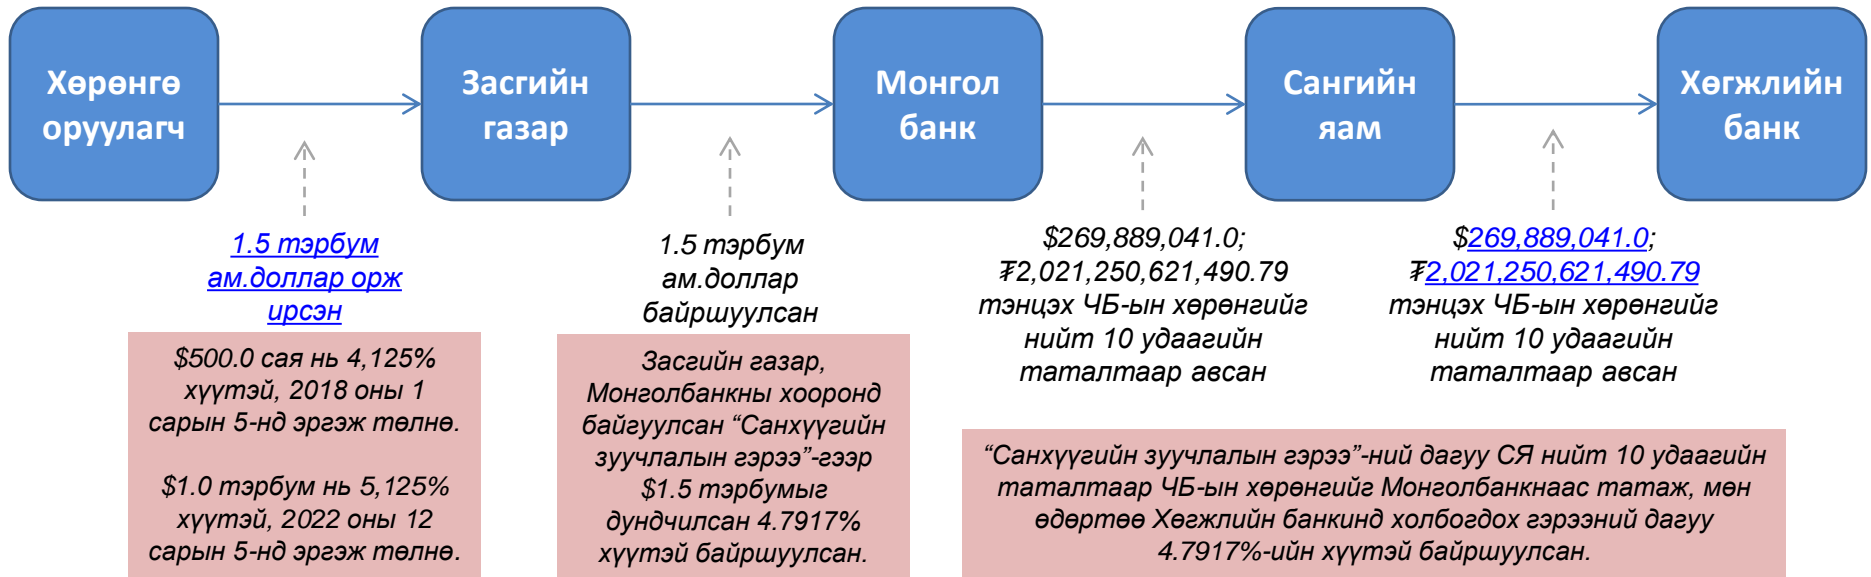 Хөрөнгө
оруулагч
Засгийн
газар
Монгол
банк
Сангийн
яам
Хөгжлийн
банк
1.5 тэрбум
ам.доллар орж
ирсэн
1.5 тэрбум
ам.доллар
байршуулсан
$269,889,041.0;
₮2,021,250,621,490.79
тэнцэх ЧБ-ын хөрөнгийг
нийт 10 удаагийн
таталтаар авсан
$269,889,041.0;
₮2,021,250,621,490.79
тэнцэх ЧБ-ын хөрөнгийг
нийт 10 удаагийн
таталтаар авсан
$500.0 сая нь 4,125%
хүүтэй, 2018 оны 1
сарын 5-нд эргэж төлнө.
$1.0 тэрбум нь 5,125%
хүүтэй, 2022 оны 12
сарын 5-нд эргэж төлнө.
Засгийн газар,
Монголбанкны хооронд
байгуулсан “Санхүүгийн
зуучлалын гэрээ”-гээр
$1.5 тэрбумыг
дундчилсан 4.7917%
хүүтэй байршуулсан.
“Санхүүгийн зуучлалын гэрээ”-ний дагуу СЯ нийт 10 удаагийн
таталтаар ЧБ-ын хөрөнгийг Монголбанкнаас татаж, мөн
өдөртөө Хөгжлийн банкинд холбогдох гэрээний дагуу
4.7917%-ийн хүүтэй байршуулсан.